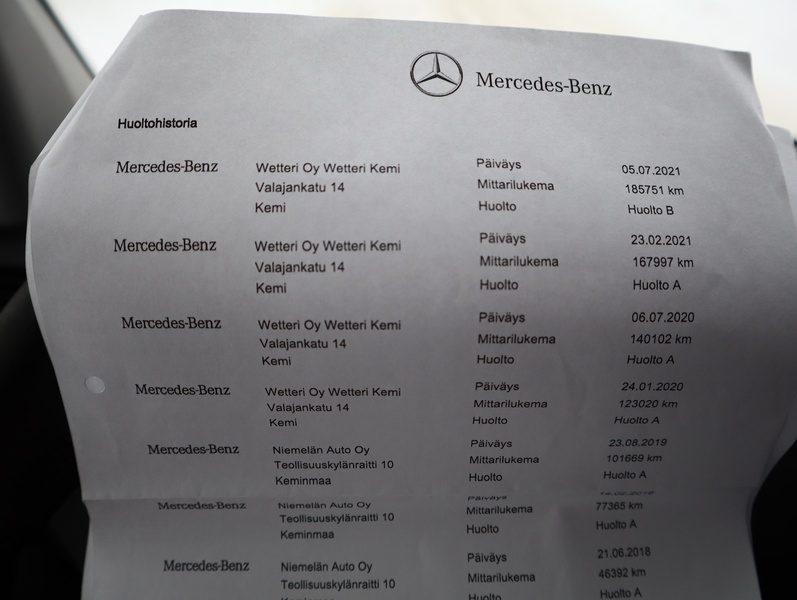 Mercedes-Benz
Huoltohistoria
Mercedes-Benz Wetteri Oy Wetteri Kemi Päiväys 05.07.2021
Valajankatu 14 Mittarilukema 185751 km
Kemi Huolto Huolto B
Mercedes-Benz Wetteri Oy Wetteri Kemi Päiväys 23.02.2021
Valajankatu 14 Mittarilukema 167997 km
Kemi Huolto Huolto A
Mercedes-Benz Wetteri Oy Wetteri Kemi Päiväys 06.07.2020
Valajankatu 14 Mittarilukema 140102 km
Kemi Huolto Huolto A
Mercedes-Benz Wetteri Oy Wetteri Kemi Päiväys 24.01.2020
Valajankatu 14 Mittarilukema 123020 km
Kemi Huolto Huolto A
Mercedes-Benz Niemelän Auto Oy Päiväys 23.08.2019
Teollisuuskylänraitti 10 Mittarilukema 101669 km
Keminmaa Huolto Huolto A
Mercedes-Benz Niemelän Auto Oy Päiväys
Teollisuuskylänraitti 10 Mittarilukema 77365 km
Keminmaa Huolto Huolto A
Mercedes-Benz Niemelän Auto Oy Päiväys 21.06.2018
Teollisuuskylänraitti 10 Mittarilukema 46392 km
Huolto Huolto A